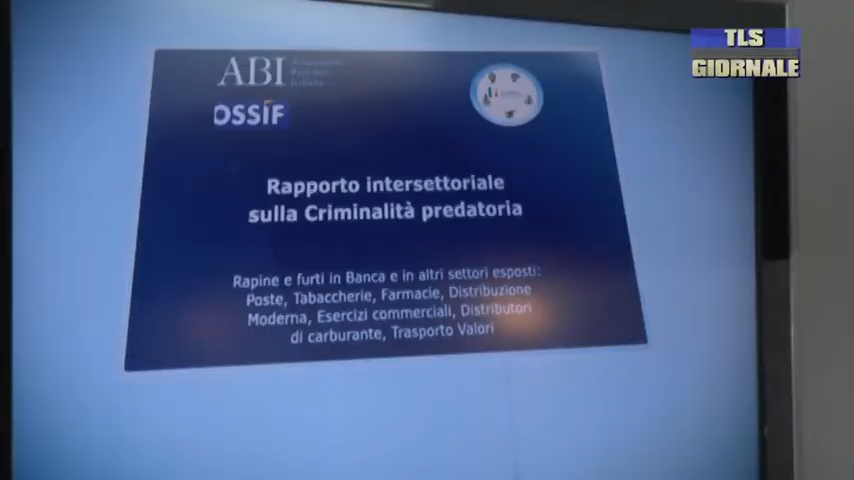 TLS
GIORNALE
ABI
OSSIF
Rapporto intersettoriale
sulla Criminalità predatoria
Rapine e furti in Banca e in altri settori esposti:
Poste, Tabaccherie, Farmacie, Distribuzione
Moderna, Esercizi commerciali, Distributori
di carburante, Trasporto Valori